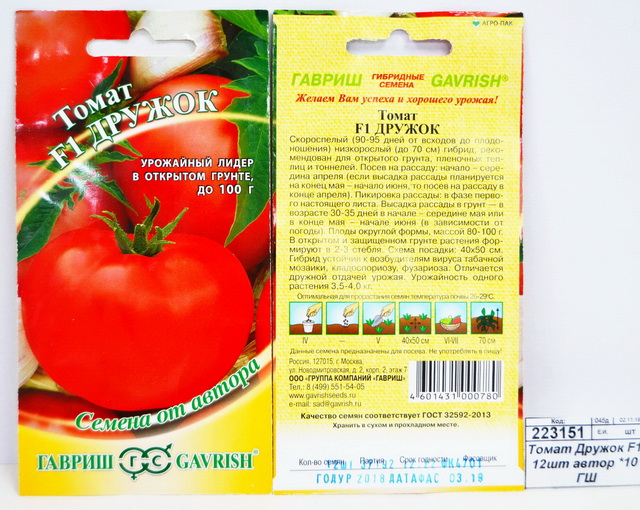 Томат
F1 ДРУЖОК
УРОЖАЙНЫЙ ЛИДЕР
В ОТКРЫТОМ ГРУНТЕ,
ДО 100 Г
Семена от автора
ГАВРИШ ГС GAVRISH®
АГРО-ПАК
ГАВРИШ ГИБРИДНЫЕ СЕМЕНА GAVRISH®
Желаем Вам успеха и хорошего урожая!
Томат
F1 ДРУЖОК
Скороспелый (90-95 дней от всходов до плодо-
ношения) низкорослый (до 70 см) гибрид, реко-
мендован для открытого грунта, пленочных теп-
лиц и тоннелей. Посев на рассаду: начало – сере-
дина апреля (если высадка рассады планируется
на конец мая – начало июня, то посев на рассаду в
конце апреля). Пикировка рассады: в фазе перво-
го настоящего листа. Высадка рассады в грунт — в
возрасте 30-35 дней в начале – середине мая или
в конце мая – начале июня (в зависимости от
погоды). Плоды округлой формы, массой 80-100 г.
В открытом и защищенном грунте растения фор-
мируют в 2-3 стебля. Схема посадки: 40х50 см.
Гибрид устойчив к возбудителям вируса табачной
мозаики, кладоспориозу, фузариоза. Отличается
дружной отдачей урожая. Урожайность одного
растения 3,5-4,0 кг.
Оптимальная для прорастания семян температура почвы 25–29°С.
IV — V 40х50 см VI-VII 70 см
Данные семена предназначены для посева. Не употреблять в пищу!
Россия, 127015, г. Москва,
ул. Новодмитровская, д. 2, корп. 2, этаж 7
ООО «ГРУППА КОМПАНИЙ «ГАВРИШ»
Тел.: 8 (499) 551-54-05
www.gavrishseeds.ru
e-mail: sad@gavrish.ru
4 601431 000780
Качество семян соответствует ГОСТ 32592-2013
Хранить в сухом и прохладном месте.
Кол-во семян Партия Срок годности Фасовщик
ГОДУР 2018 ДАТАФАС 03.18
Код:
223151 е.и. шт
Томат Дружок F1
12шт автор *10
ГШ